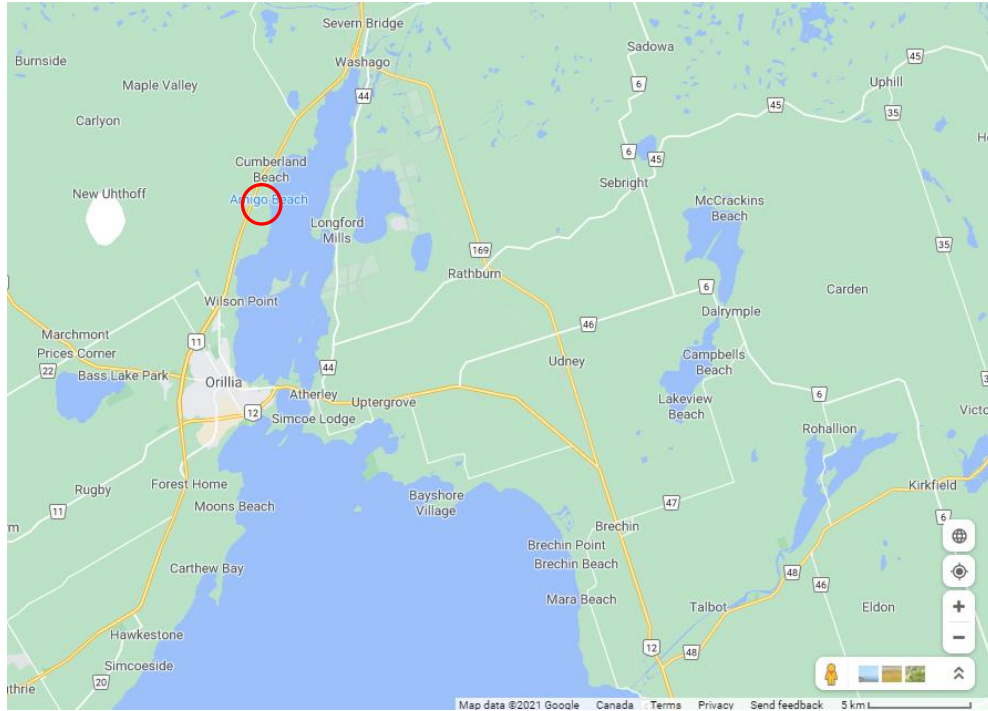 Severn Bridge
Burnside
Sadowa
Washago
45
Maple Valley
6
Uphill
44
45
35
Carlyon
Cumberland
Beach
6
45
New Uhthoff
Amigo Beach
Sebright
McCrackins
Beach
Longford
Mills
169
35
Rathburn
6
Carden
Wilson Point
Dalrymple
46
Marchmont
11
Prices Corner
Udney
Campbells
Beach
22
Bass Lake Park
Orillia
44
Atherley
6
12
Uptergrove
Lakeview
Beach
Simcoe Lodge
Rohallion
Rugby
Forest Home
Kirkfield
11
Moons Beach
Bayshore
Village
47
6
Brechin
Brechin Point
Brechin Beach
Carthew Bay
48
46
Mara Beach
Talbot
Eldon
Hawkestone
12
48
Simcoeside
20
Map data ©2021 Google Canada Terms Privacy Send feedback 5 km